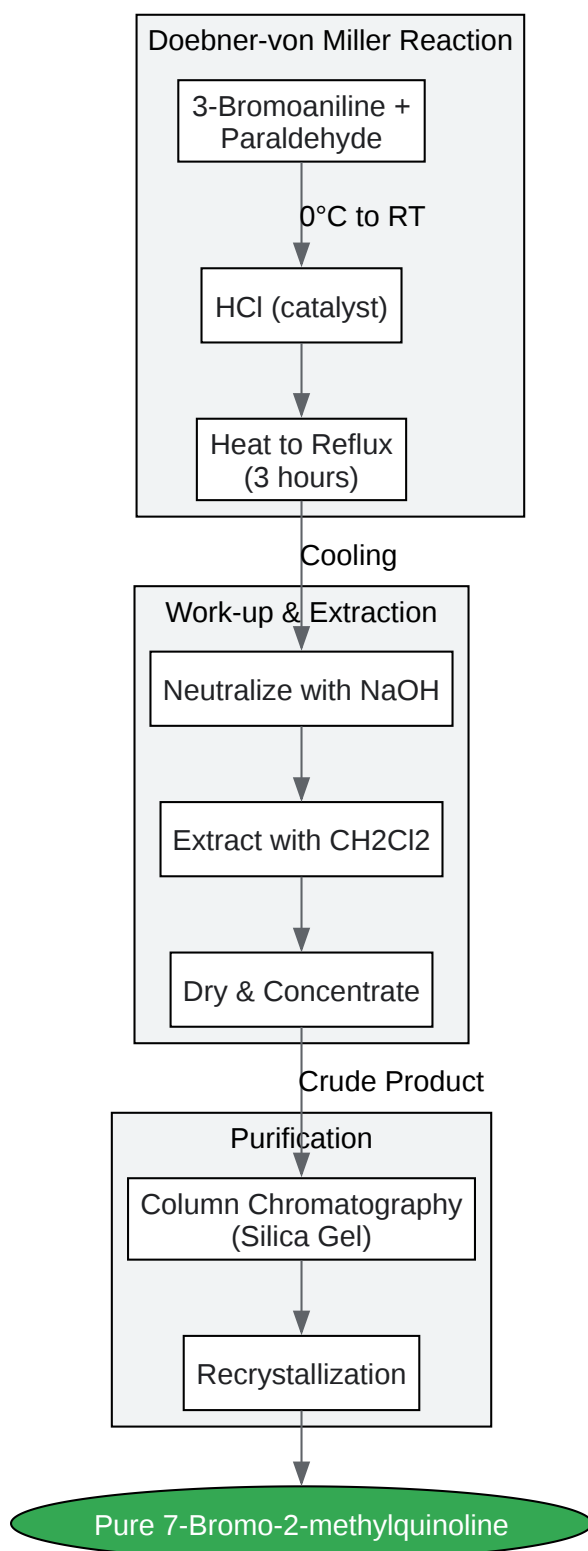 Doebner-von Miller Reaction
3-Bromoaniline +
Paraldehyde
0°C to RT
HCl (catalyst)
Heat to Reflux
(3 hours)
Cooling
Work-up & Extraction
Neutralize with NaOH
Extract with CH2Cl2
Dry & Concentrate
Crude Product
Purification
Column Chromatography
(Silica Gel)
Recrystallization
Pure 7-Bromo-2-methylquinoline